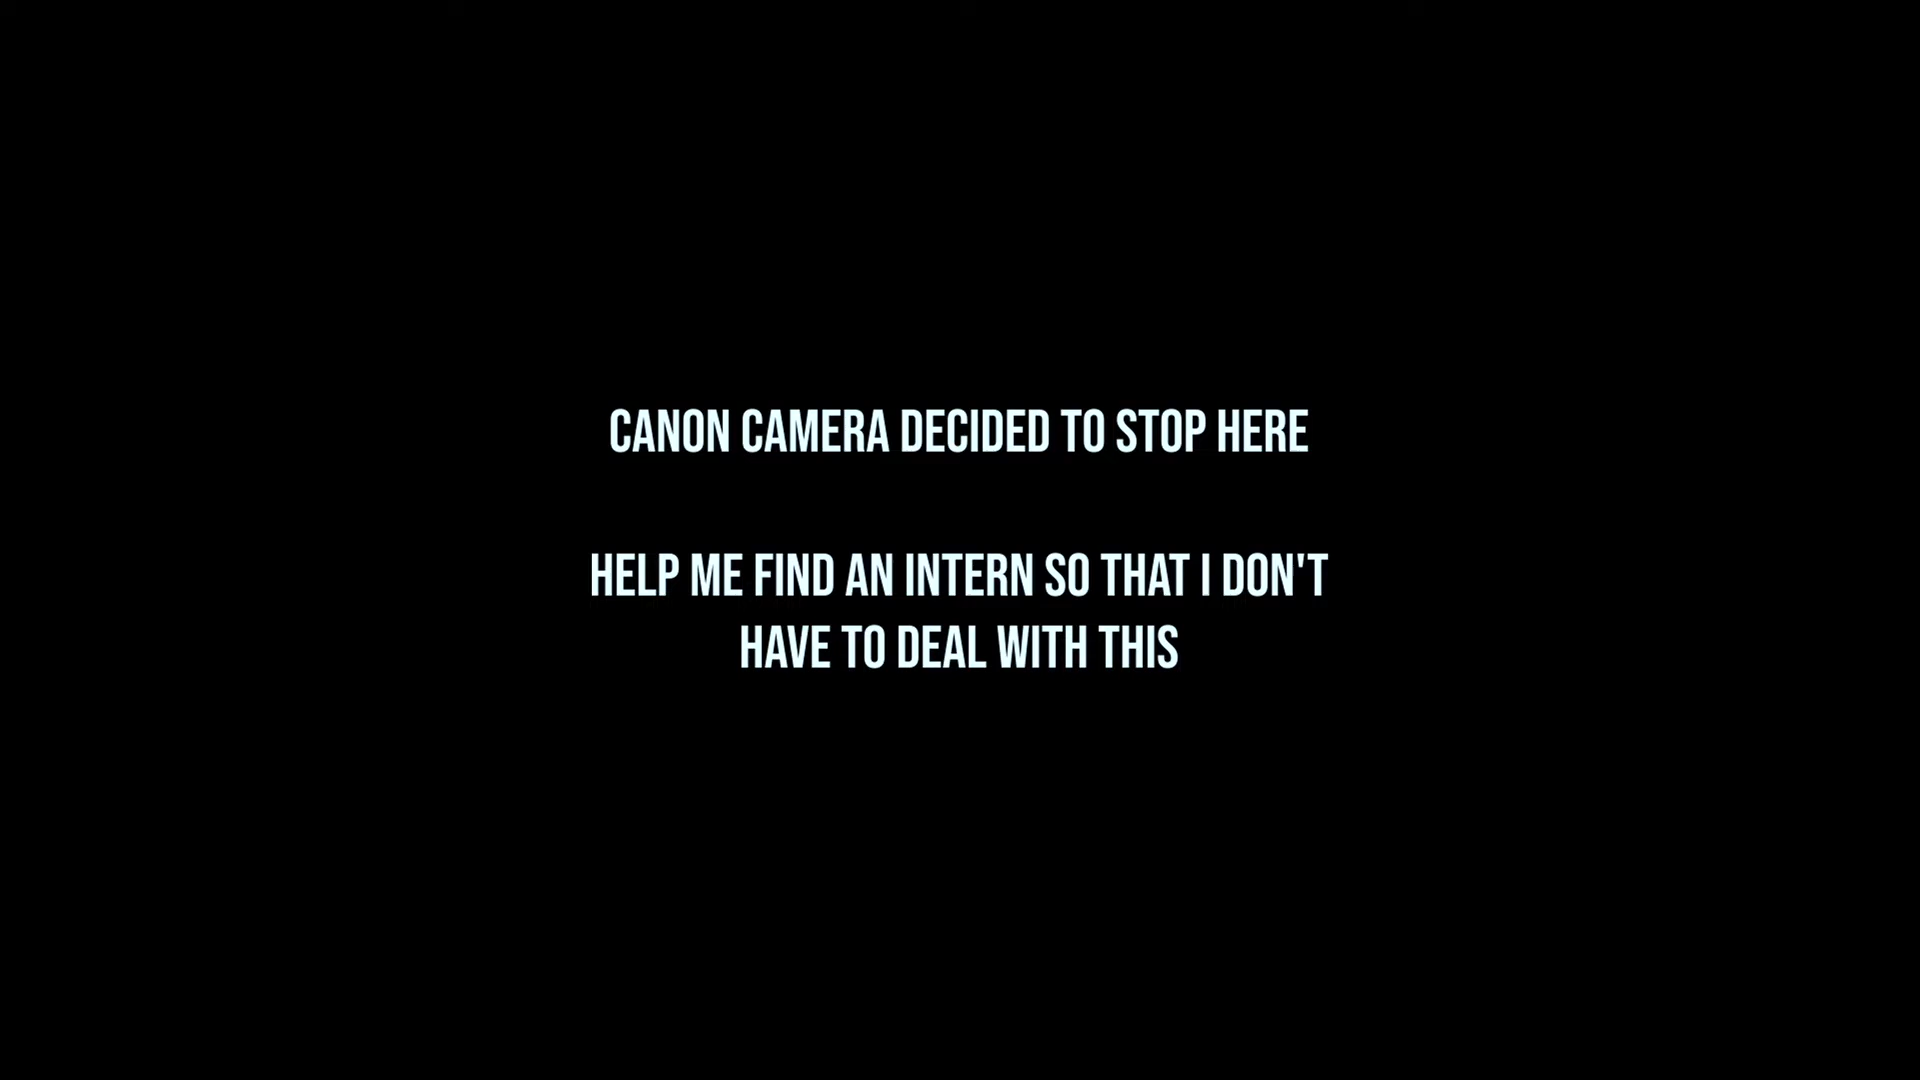 CANON CAMERA DECIDED TO STOP HERE
HELP ME FIND AN INTERN SO THAT I DON'T
HAVE TO DEAL WITH THIS